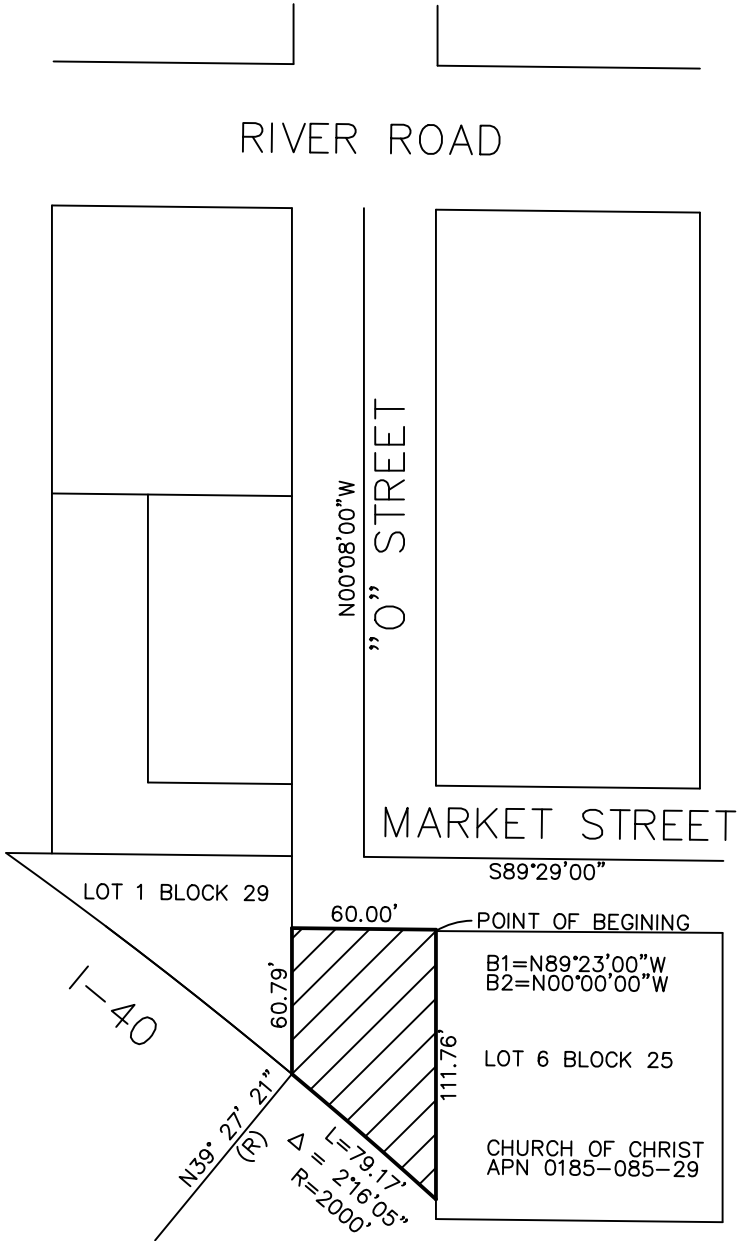 RIVER ROAD
N00°08'00"W
"O" STREET
MARKET STREET
S89°29'00"
LOT 1 BLOCK 29
60.00'
POINT OF BEGINING
B1=N89°23'00"W
B2=N00°00'00"W
60.79'
I-40
111.76'
LOT 6 BLOCK 25
N39° 27' 21"
(R)
L=79.17'
Δ = 2°16'05"
R=2000'
CHURCH OF CHRIST
APN 0185-085-29